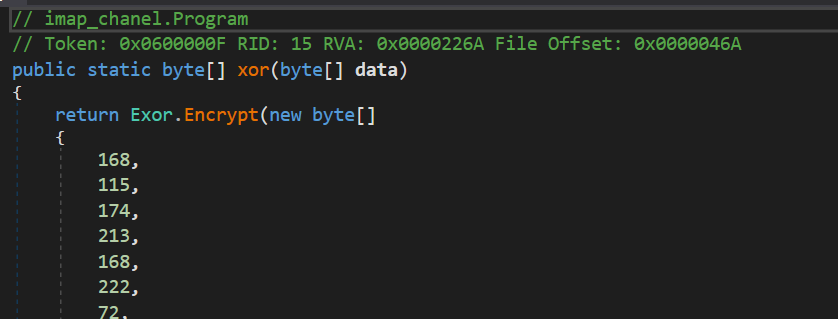 // imap_chanel.Program
// Token: 0x0600000F RID: 15 RVA: 0x0000226A File Offset: 0x0000046A
public static byte[] xor(byte[] data)
{
    return Exor.Encrypt(new byte[]
    {
        168,
        115,
        174,
        213,
        168,
        222,
        72,